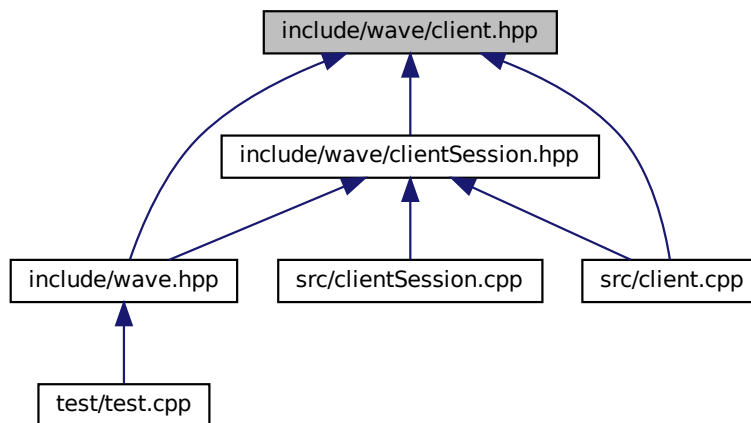 include/wave/client.hpp
include/wave/clientSession.hpp
include/wave.hpp
src/clientSession.cpp
src/client.cpp
test/test.cpp